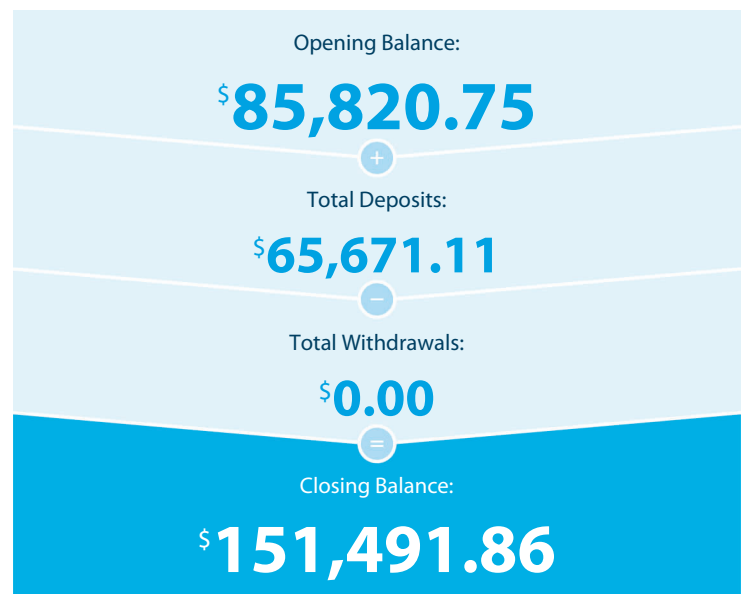 Opening Balance:
$85,820.75
+
Total Deposits:
$65,671.11
−
Total Withdrawals:
$0.00
=
Closing Balance:
$151,491.86